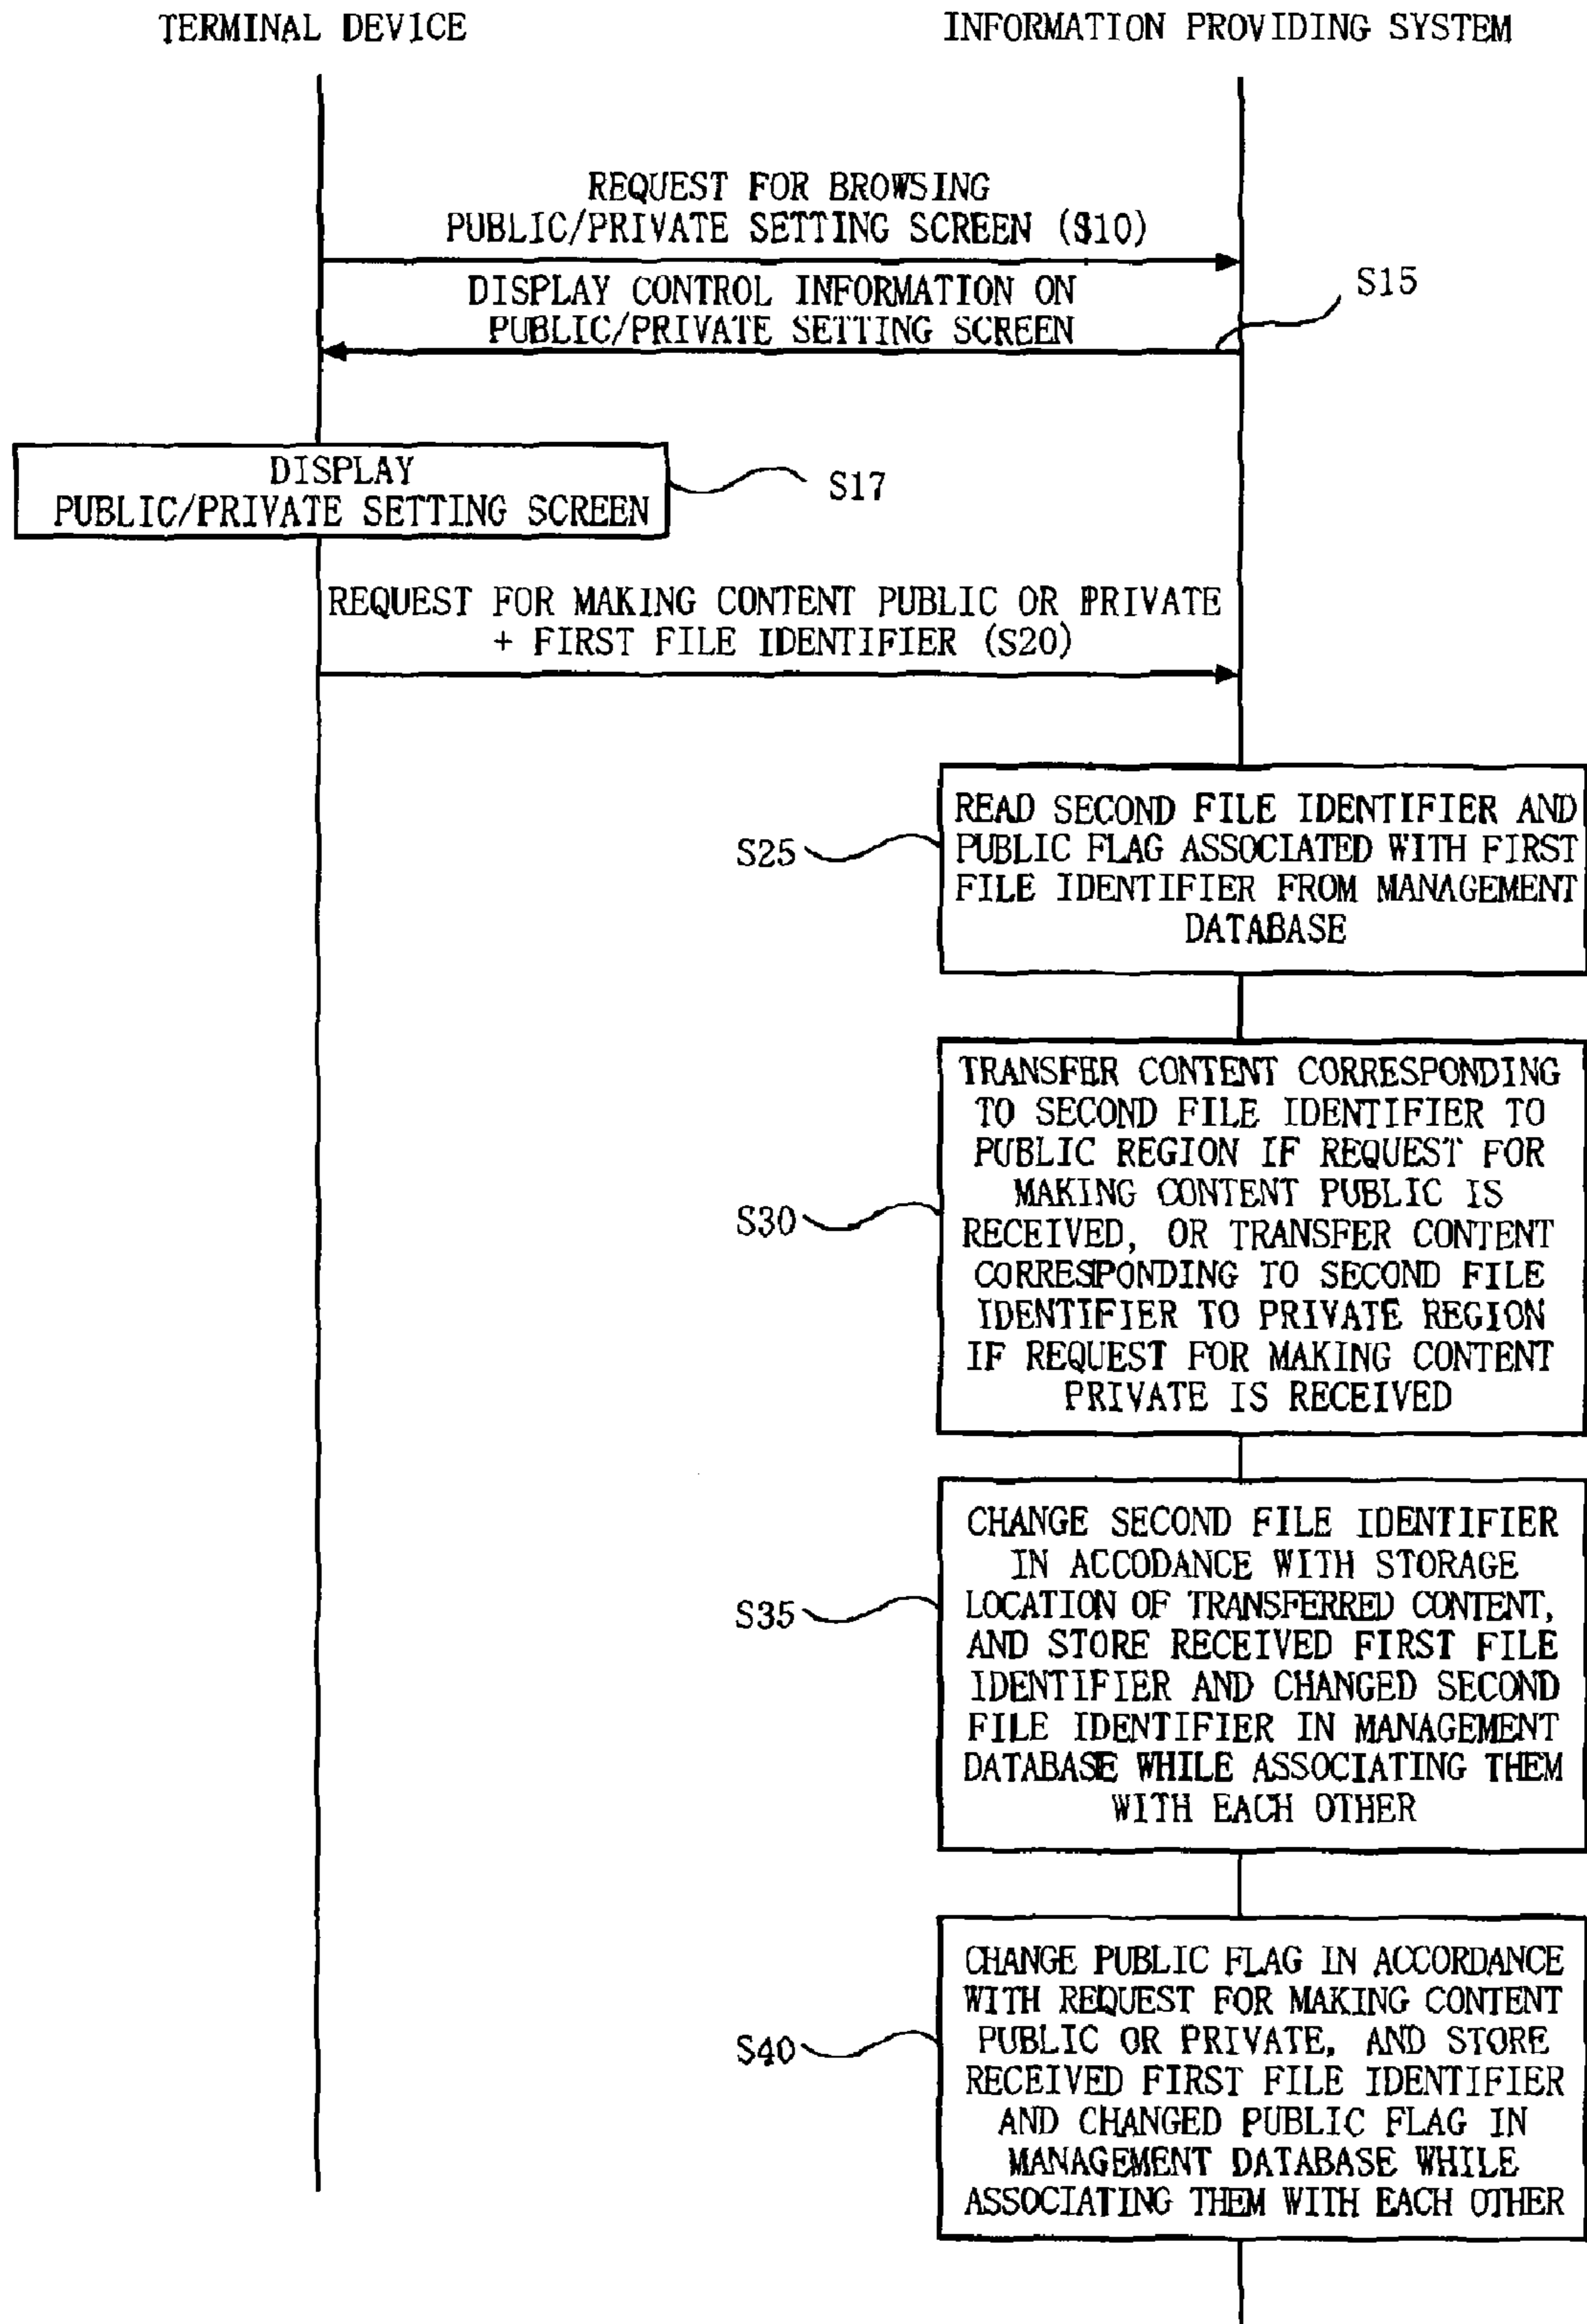 TERMINAL DEVICE
INFORMATION PROVIDING SYSTEM
REQUEST FOR BROWSING
PUBLIC/PRIVATE SETTING SCREEN (S10)
DISPLAY CONTROL INFORMATION ON
PUBLIC/PRIVATE SETTING SCREEN
S15
DISPLAY
PUBLIC/PRIVATE SETTING SCREEN
S17
REQUEST FOR MAKING CONTENT PUBLIC OR PRIVATE
+ FIRST FILE IDENTIFIER (S20)
S25
READ SECOND FILE IDENTIFIER AND
PUBLIC FLAG ASSOCIATED WITH FIRST
FILE IDENTIFIER FROM MANAGEMENT
DATABASE
S30
TRANSFER CONTENT CORRESPONDING
TO SECOND FILE IDENTIFIER TO
PUBLIC REGION IF REQUEST FOR
MAKING CONTENT PUBLIC IS
RECEIVED, OR TRANSFER CONTENT
CORRESPONDING TO SECOND FILE
IDENTIFIER TO PRIVATE REGION
IF REQUEST FOR MAKING CONTENT
PRIVATE IS RECEIVED
S35
CHANGE SECOND FILE IDENTIFIER
IN ACCODANCE WITH STORAGE
LOCATION OF TRANSFERRED CONTENT,
AND STORE RECEIVED FIRST FILE
IDENTIFIER AND CHANGED SECOND
FILE IDENTIFIER IN MANAGEMENT
DATABASE WHILE ASSOCIATING THEM
WITH EACH OTHER
S40
CHANGE PUBLIC FLAG IN ACCORDANCE
WITH REQUEST FOR MAKING CONTENT
PUBLIC OR PRIVATE, AND STORE
RECEIVED FIRST FILE IDENTIFIER
AND CHANGED PUBLIC FLAG IN
MANAGEMENT DATABASE WHILE
ASSOCIATING THEM WITH EACH OTHER